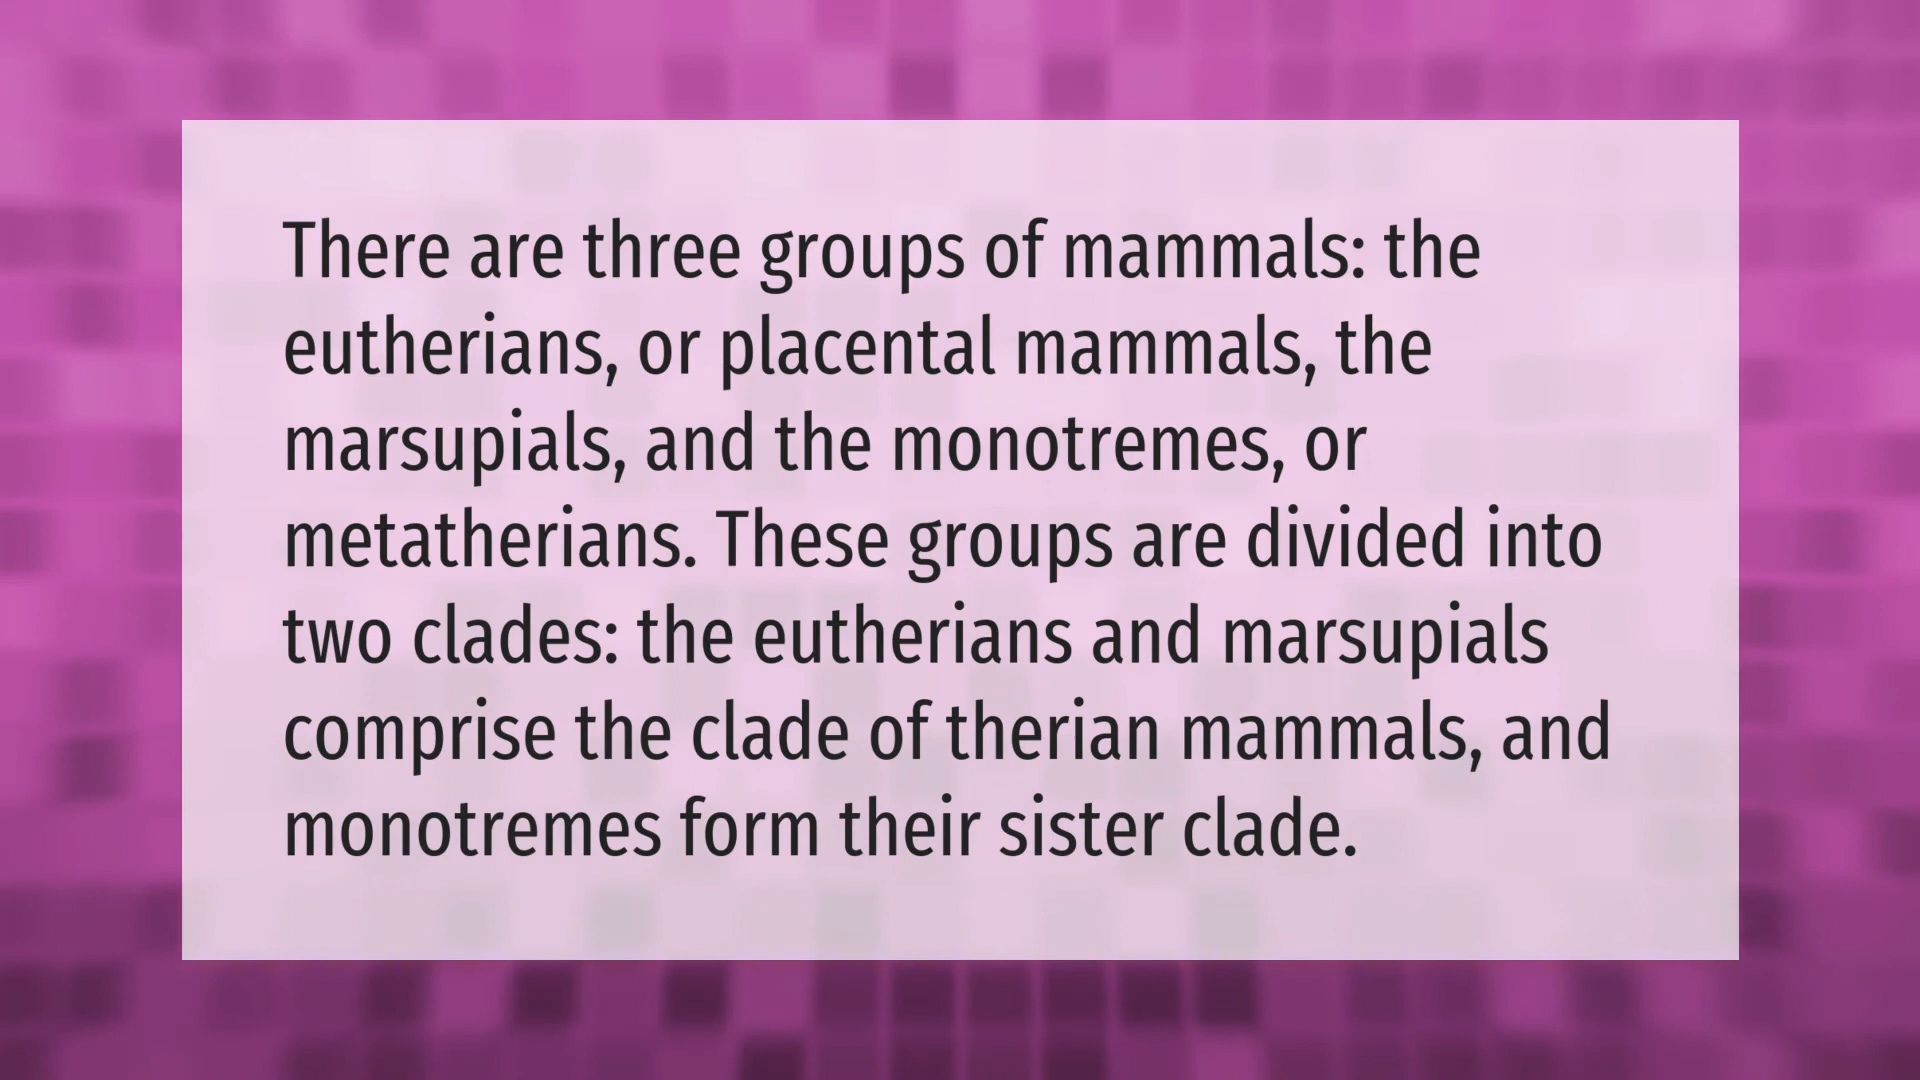 There are three groups of mammals: the
eutherians, or placental mammals, the
marsupials, and the monotremes, or
metatherians. These groups are divided into
two clades: the eutherians and marsupials
comprise the clade of therian mammals, and
monotremes form their sister clade.